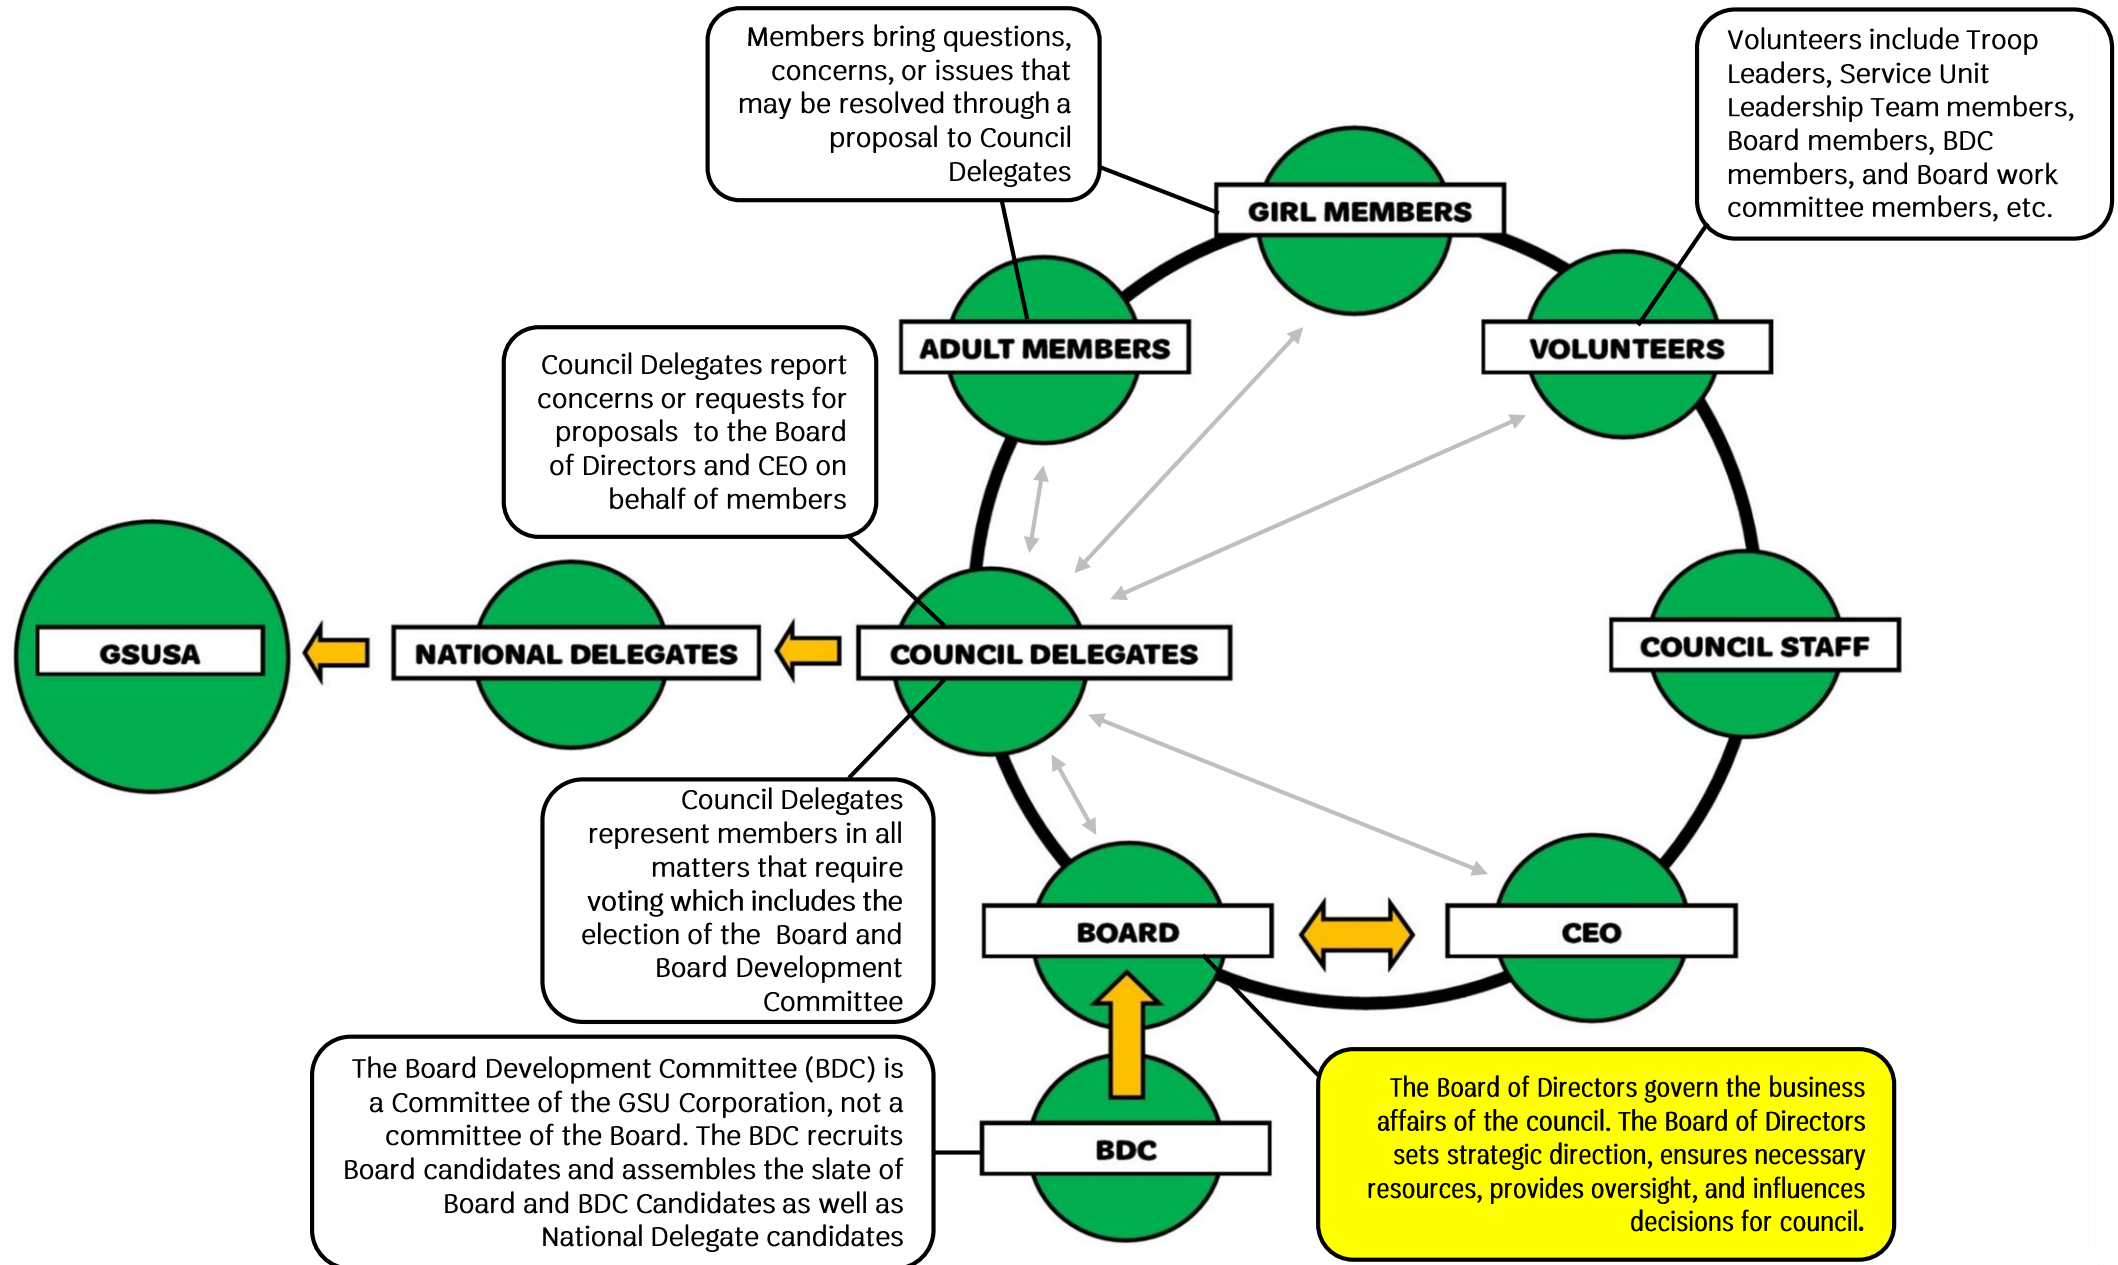 Members bring questions,
concerns, or issues that
may be resolved through a
proposal to Council
Delegates
Volunteers include Troop
Leaders, Service Unit
Leadership Team members,
Board members, BDC
members, and Board work
committee members, etc.
GIRL MEMBERS
ADULT MEMBERS
VOLUNTEERS
Council Delegates report
concerns or requests for
proposals to the Board
of Directors and CEO on
behalf of members
GSUSA
NATIONAL DELEGATES
COUNCIL DELEGATES
COUNCIL STAFF
Council Delegates
represent members in all
matters that require
voting which includes the
election of the Board and
Board Development
Committee
BOARD
CEO
The Board Development Committee (BDC) is
a Committee of the GSU Corporation, not a
committee of the Board. The BDC recruits
Board candidates and assembles the slate of
Board and BDC Candidates as well as
National Delegate candidates
BDC
The Board of Directors govern the business
affairs of the council. The Board of Directors
sets strategic direction, ensures necessary
resources, provides oversight, and influences
decisions for council.